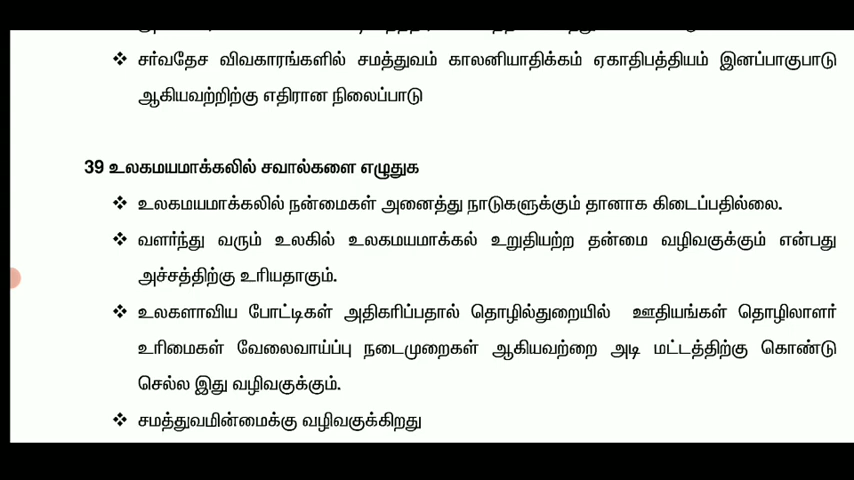 ❖ சர்வதேச விவகாரங்களில் சமத்துவம் காலனியாதிக்கம் ஏகாதிபத்தியம் இனப்பாகுபாடு
ஆகியவற்றிற்கு எதிரான நிலைப்பாடு
39 உலகமயமாக்கலில் சவால்களை எழுதுக
❖ உலகமயமாக்கலில் நன்மைகள் அனைத்து நாடுகளுக்கும் தானாக கிடைப்பதில்லை.
❖ வளர்ந்து வரும் உலகில் உலகமயமாக்கல் உறுதியற்ற தன்மை வழிவகுக்கும் என்பது
அச்சத்திற்கு உரியதாகும்.
❖ உலகளாவிய போட்டிகள் அதிகரிப்பதால் தொழில்துறையில் ஊதியங்கள் தொழிலாளர்
உரிமைகள் வேலைவாய்ப்பு நடைமுறைகள் ஆகியவற்றை அடி மட்டத்திற்கு கொண்டு
செல்ல இது வழிவகுக்கும்.
❖ சமத்துவமின்மைக்கு வழிவகுக்கிறது